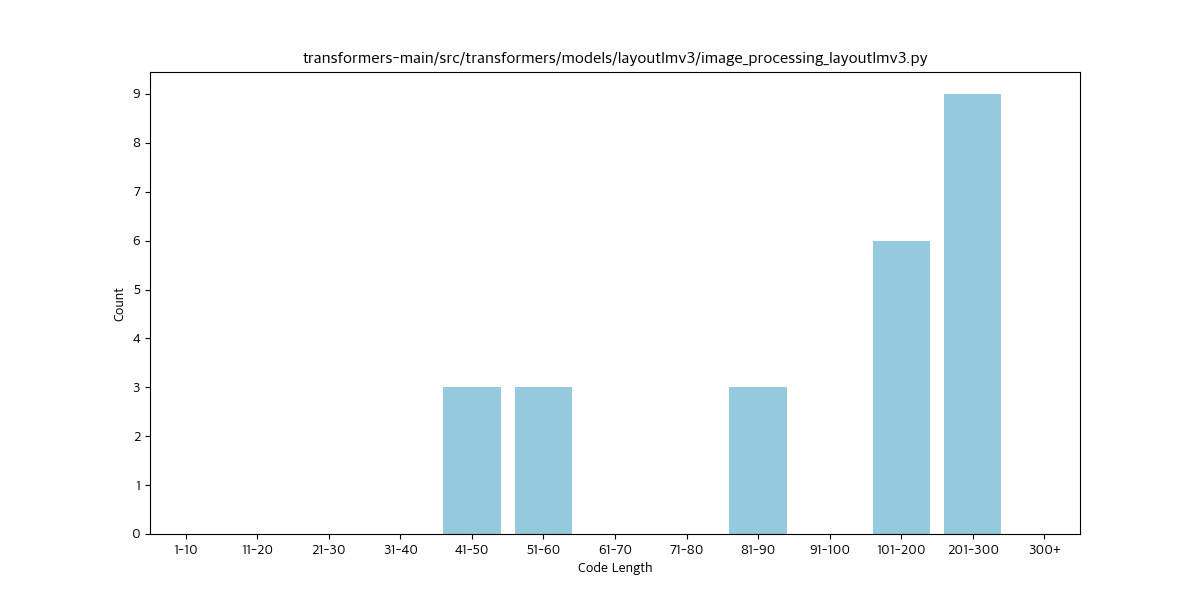 transformers-main/src/transformers/models/layoutlmv3/image_processing_layoutlmv3.py
Count
9
8
7
6
5
4
3
2
1
0
1-10 11-20 21-30 31-40 41-50 51-60 61-70 71-80 81-90 91-100 101-200 201-300 300+
Code Length